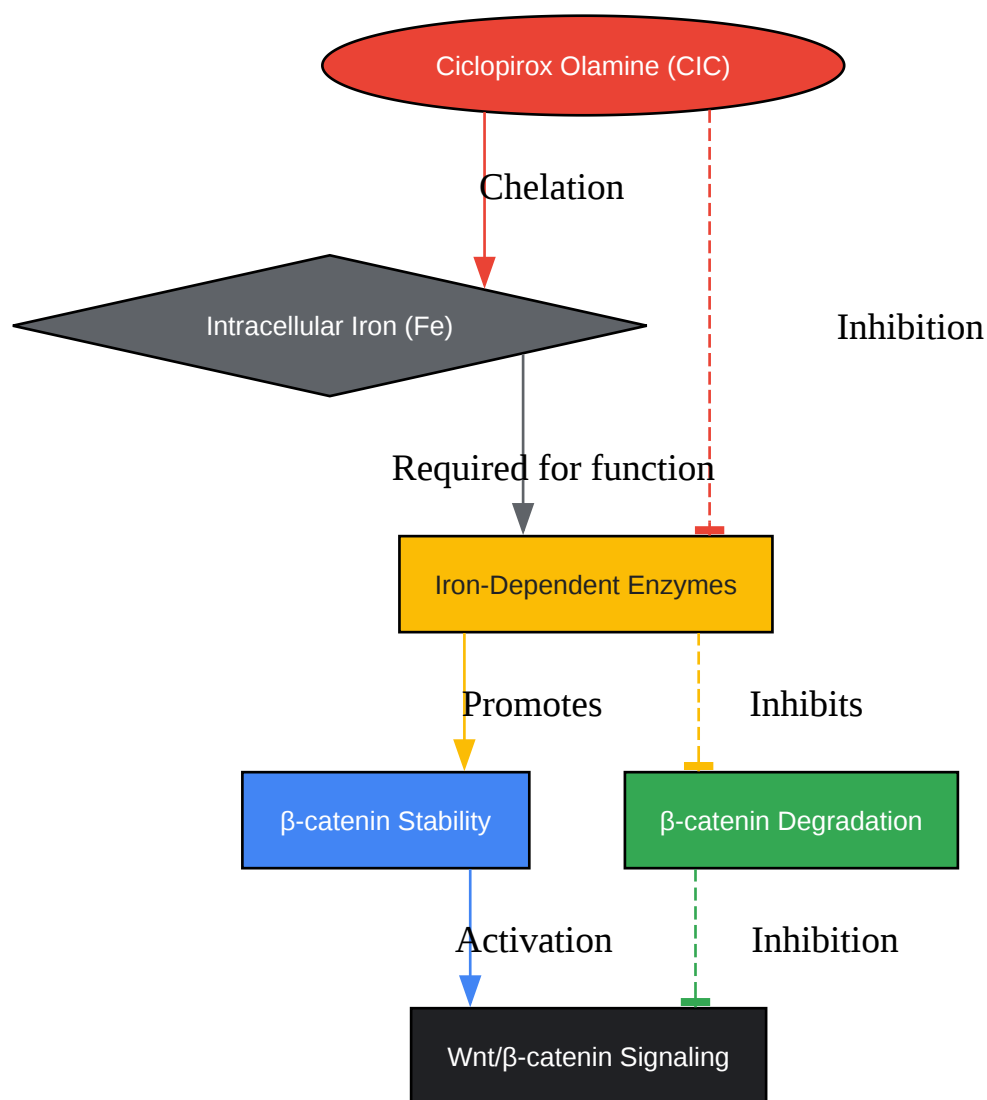 Ciclopirox Olamine (CIC)
Chelation
Intracellular Iron (Fe)
Inhibition
Required for function
Iron-Dependent Enzymes
Promotes
Inhibits
β-catenin Stability
β-catenin Degradation
Activation
Inhibition
Wnt/β-catenin Signaling